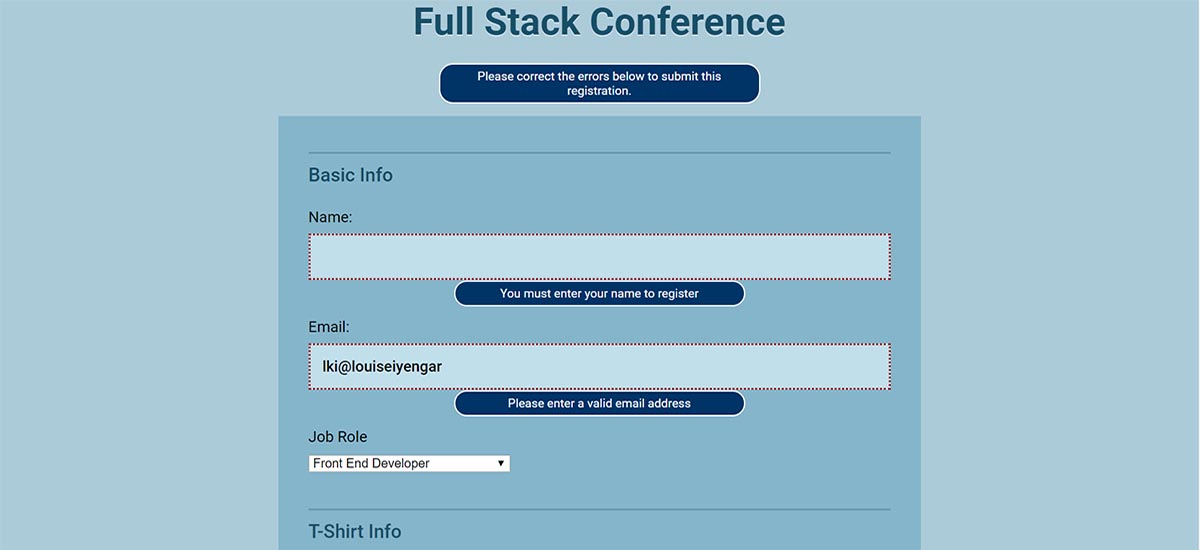 Full Stack Conference
Please correct the errors below to submit this
registration.
Basic Info
Name:
You must enter your name to register
Email:
lki@louiseiyengar
Please enter a valid email address
Job Role
Front End Developer
T-Shirt Info